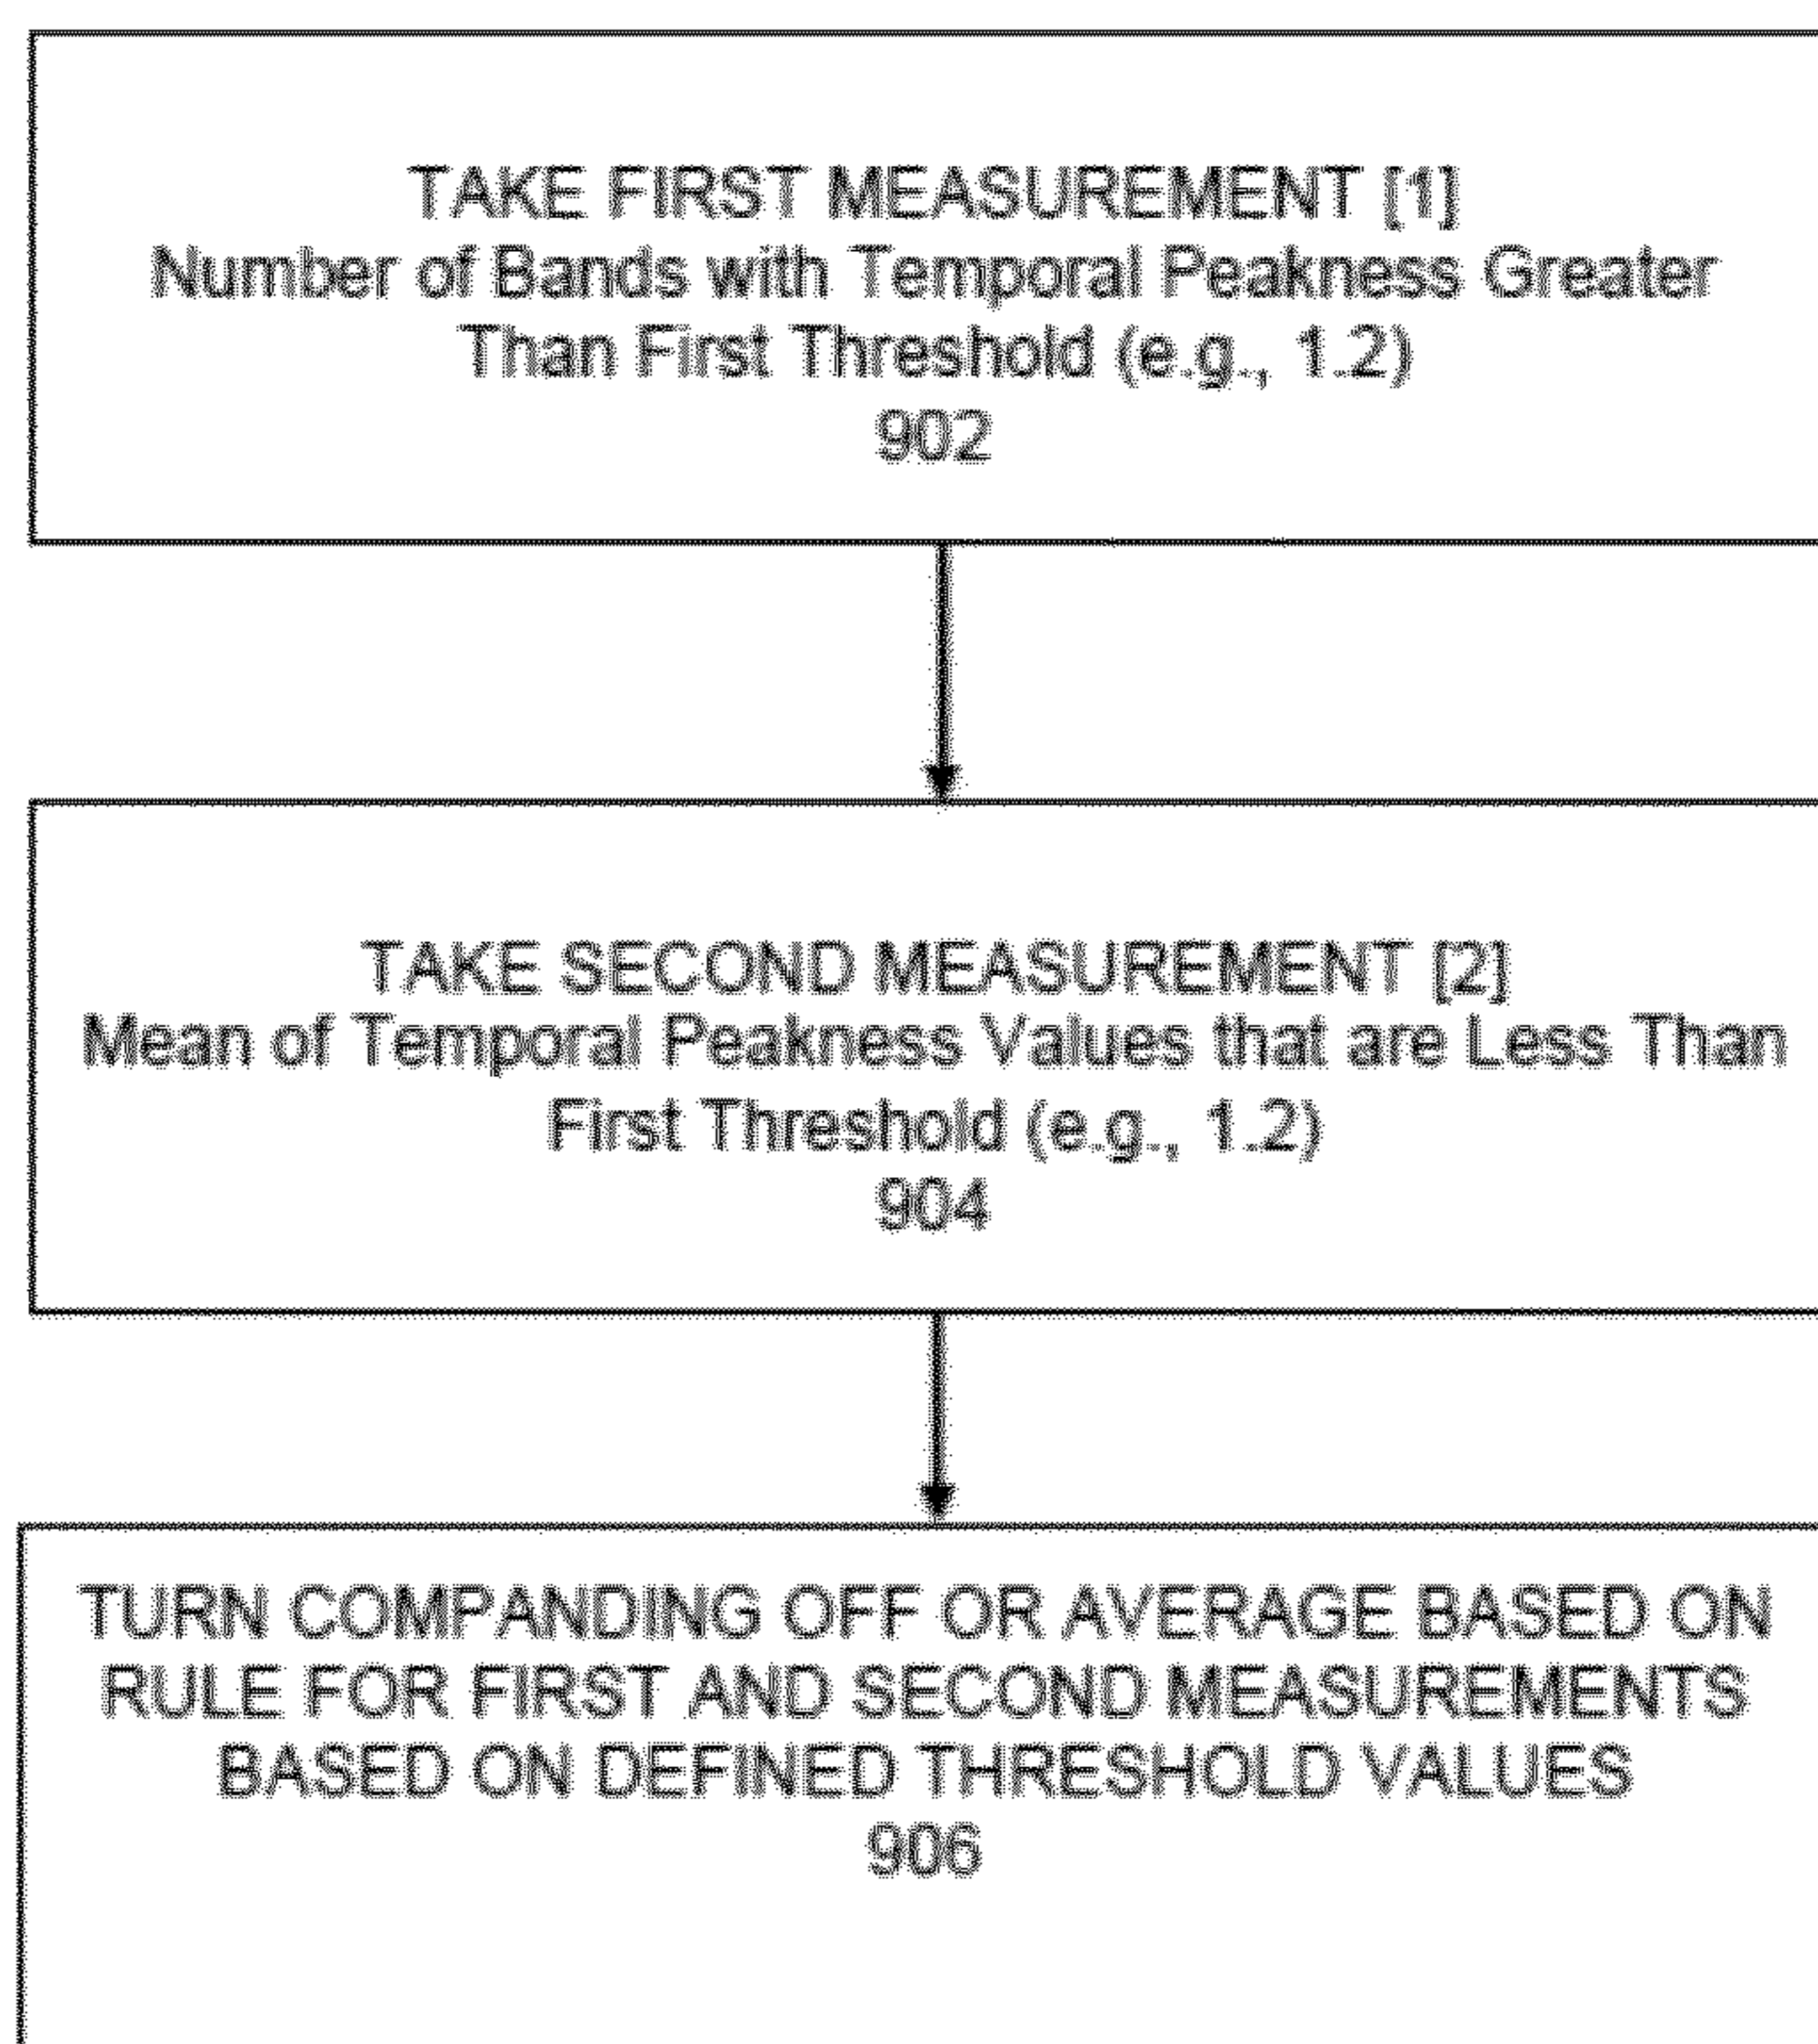 TAKE FIRST MEASUREMENT [1]
Number of Bands with Temporal Peakness Greater
Than First Threshold (e.g., 1.2)
902
TAKE SECOND MEASUREMENT [2]
Mean of Temporal Peakness Values that are Less Than
First Threshold (e.g., 1.2)
904
TURN COMPANDING OFF OR AVERAGE BASED ON
RULE FOR FIRST AND SECOND MEASUREMENTS
BASED ON DEFINED THRESHOLD VALUES
906